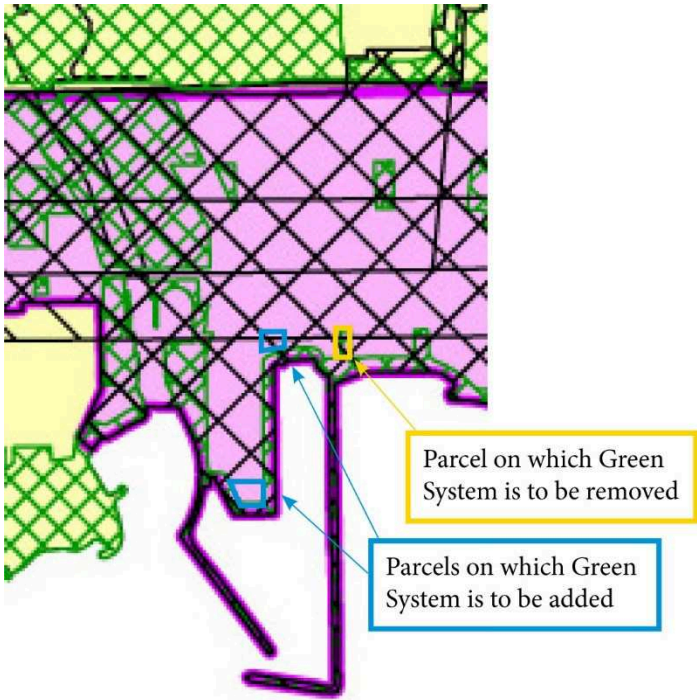 Parcel on which Green
System is to be removed
Parcels on which Green
System is to be added